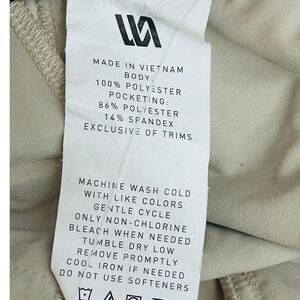 MADE IN VIETNAM
BODY:
100% POLYESTER
POCKETING:
86% POLYESTER
14% SPANDEX
EXCLUSIVE OF TRIMS
MACHINE WASH COLD
WITH LIKE COLORS
GENTLE CYCLE
ONLY NON-CHLORINE
BLEACH WHEN NEEDED
TUMBLE DRY LOW
REMOVE PROMPTLY
COOL IRON IF NEEDED
DO NOT USE SOFTENERS